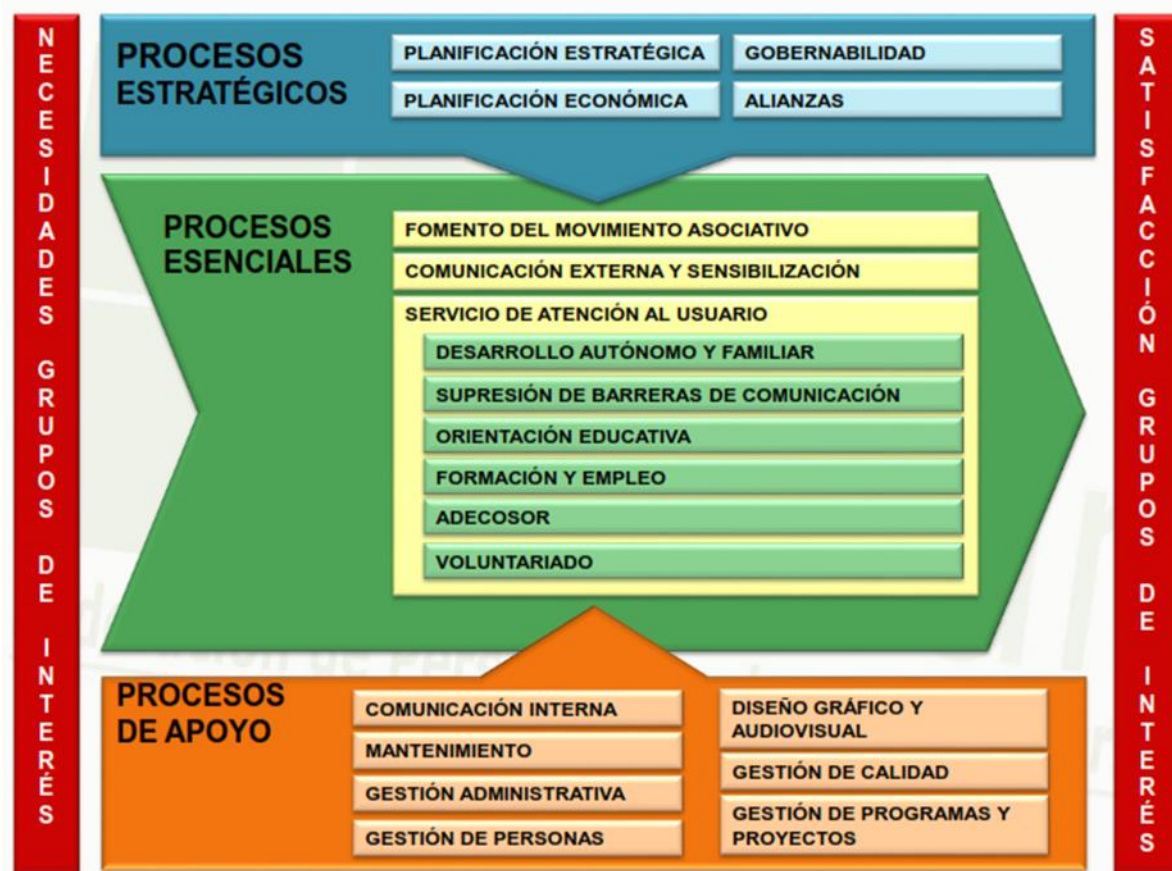 NECESIDADES GRUPOS DE INTERÉS
PROCESOS
ESTRATÉGICOS
PLANIFICACIÓN ESTRATÉGICA
GOBERNABILIDAD
PLANIFICACIÓN ECONÓMICA
ALIANZAS
PROCESOS
ESENCIALES
FOMENTO DEL MOVIMIENTO ASOCIATIVO
COMUNICACIÓN EXTERNA Y SENSIBILIZACIÓN
SERVICIO DE ATENCIÓN AL USUARIO
DESARROLLO AUTÓNOMO Y FAMILIAR
SUPRESIÓN DE BARRERAS DE COMUNICACIÓN
ORIENTACIÓN EDUCATIVA
FORMACIÓN Y EMPLEO
ADECOSOR
VOLUNTARIADO
PROCESOS
DE APOYO
COMUNICACIÓN INTERNA
MANTENIMIENTO
GESTIÓN ADMINISTRATIVA
GESTIÓN DE PERSONAS
DISEÑO GRÁFICO Y
AUDIOVISUAL
GESTIÓN DE CALIDAD
GESTIÓN DE PROGRAMAS Y
PROYECTOS
SATISFACCIÓN GRUPOS DE INTERÉS